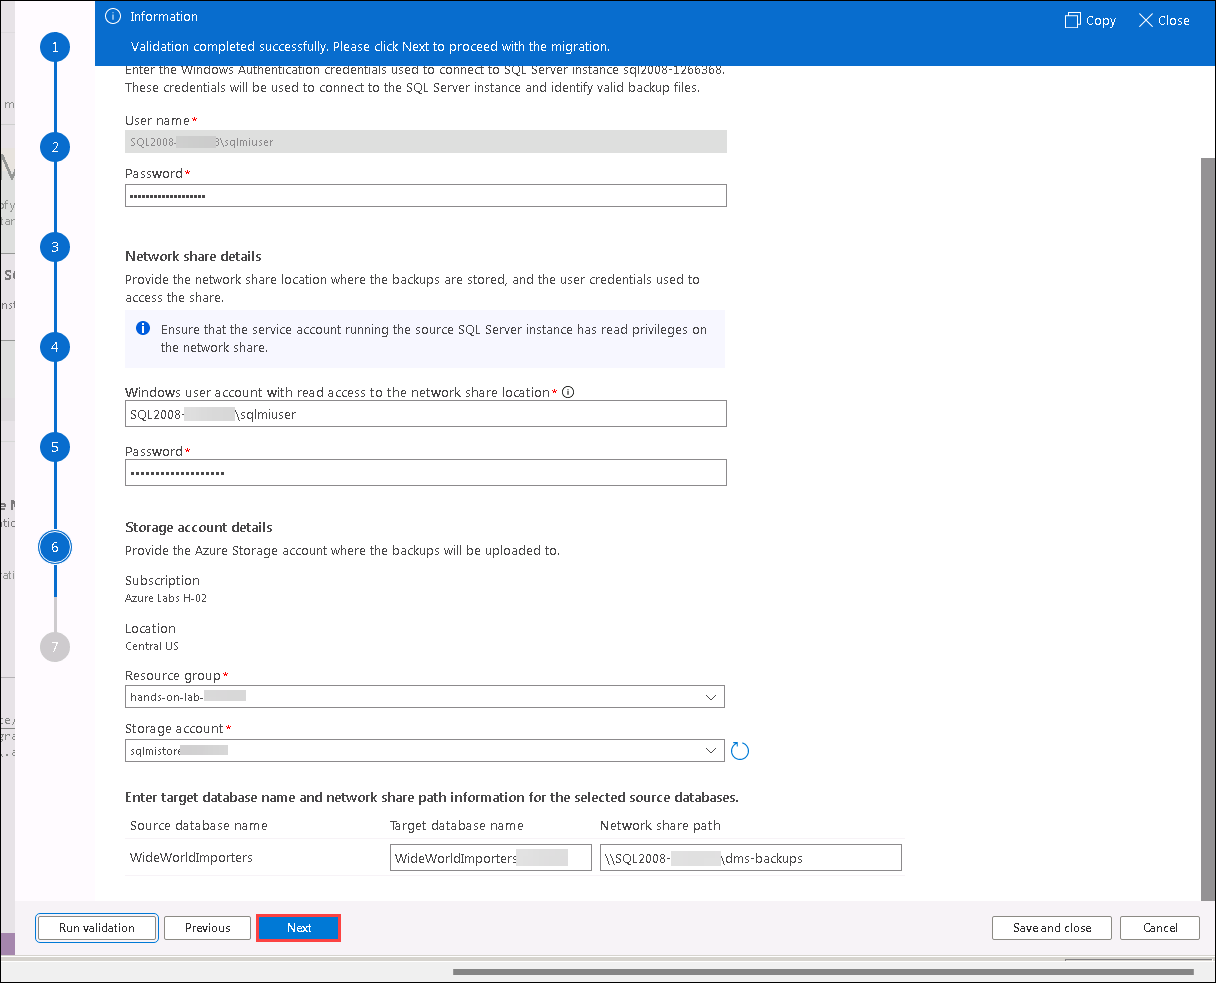 Information
Copy
Close
Validation completed successfully. Please click Next to proceed with the migration.
1
2
3
4
5
6
7
Enter the Windows Authentication credentials used to connect to SQL Server instance sql2008-1266368.
These credentials will be used to connect to the SQL Server instance and identify valid backup files.
User name*
SQL2008- 8\sqlmiuser
Password*
Network share details
Provide the network share location where the backups are stored, and the user credentials used to
access the share.
Ensure that the service account running the source SQL Server instance has read privileges on
the network share.
Windows user account with read access to the network share location*
SQL2008- \sqlmiuser
Password*
Storage account details
Provide the Azure Storage account where the backups will be uploaded to.
Subscription
Azure Labs H-02
Location
Central US
Resource group*
hands-on-lab-
Storage account*
sqlmistore
Enter target database name and network share path information for the selected source databases.
Source database name Target database name Network share path
WideWorldImporters WideWorldImporters \\SQL2008- \dms-backups
Run validation Previous Next Save and close Cancel